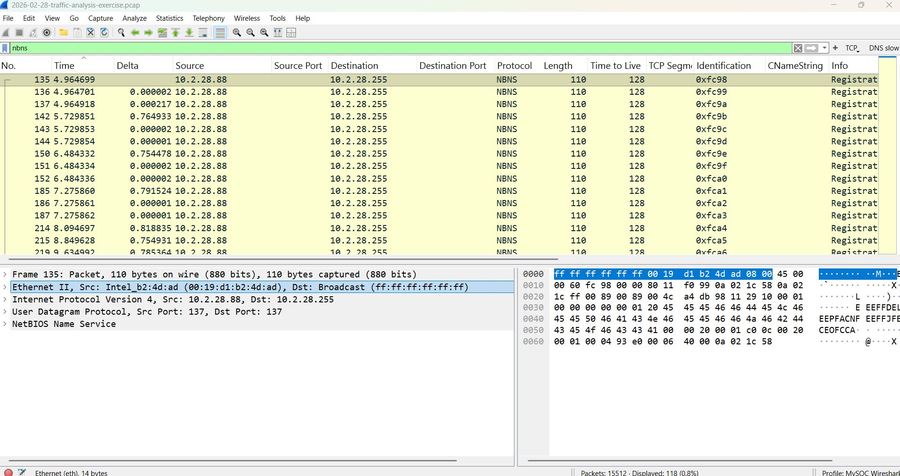 2026-02-28-traffic-analysis-exercise.pcap
File Edit View Go Capture Analyze Statistics Telephony Wireless Tools Help
nbns + TCP, DNS slow
No. Time Delta Source Source Port Destination Destination Port Protocol Length Time to Live TCP Segme Identification CNameString Info
135 4.964699 10.2.28.88 10.2.28.255 NBNS 110 128 0xfc98 Registrat
136 4.964701 0.000002 10.2.28.88 10.2.28.255 NBNS 110 128 0xfc99 Registrat
137 4.964918 0.000217 10.2.28.88 10.2.28.255 NBNS 110 128 0xfc9a Registrat
142 5.729851 0.764933 10.2.28.88 10.2.28.255 NBNS 110 128 0xfc9b Registrat
143 5.729853 0.000002 10.2.28.88 10.2.28.255 NBNS 110 128 0xfc9c Registrat
144 5.729854 0.000001 10.2.28.88 10.2.28.255 NBNS 110 128 0xfc9d Registrat
150 6.484332 0.754478 10.2.28.88 10.2.28.255 NBNS 110 128 0xfc9e Registrat
151 6.484334 0.000002 10.2.28.88 10.2.28.255 NBNS 110 128 0xfc9f Registrat
152 6.484336 0.000002 10.2.28.88 10.2.28.255 NBNS 110 128 0xfca0 Registrat
185 7.275860 0.791524 10.2.28.88 10.2.28.255 NBNS 110 128 0xfca1 Registrat
186 7.275861 0.000001 10.2.28.88 10.2.28.255 NBNS 110 128 0xfca2 Registrat
187 7.275862 0.000001 10.2.28.88 10.2.28.255 NBNS 110 128 0xfca3 Registrat
214 8.094697 0.818835 10.2.28.88 10.2.28.255 NBNS 110 128 0xfca4 Registrat
215 8.849628 0.754931 10.2.28.88 10.2.28.255 NBNS 110 128 0xfca5 Registrat
219 9.634992 0.785364 10.2.28.88 10.2.28.255 NBNS 110 128 0xfca6 Registrat
Frame 135: Packet, 110 bytes on wire (880 bits), 110 bytes captured (880 bits)
Ethernet II, Src: Intel_b2:4d:ad (00:19:d1:b2:4d:ad), Dst: Broadcast (ff:ff:ff:ff:ff:ff)
Internet Protocol Version 4, Src: 10.2.28.88, Dst: 10.2.28.255
User Datagram Protocol, Src Port: 137, Dst Port: 137
NetBIOS Name Service
0000 ff ff ff ff ff ff 00 19 d1 b2 4d ad 08 00 45 00 ········ ··M···E·
0010 00 60 fc 98 00 00 80 11 f0 99 0a 02 1c 58 0a 02 ·`······ ·····X··
0020 1c ff 00 89 00 89 00 4c a4 db 98 11 29 10 00 01 ·······L ····)···
0030 00 00 00 00 00 01 20 45 45 45 46 46 44 45 4c 46 ······ E EEFFDELF
0040 45 45 50 46 41 43 4e 46 45 45 46 46 4a 46 42 44 EEPFACNF EEFFJFBD
0050 43 45 4f 46 43 43 41 00 00 20 00 01 c0 0c 00 20 CEOFCCA· · ·····
0060 00 01 00 04 93 e0 00 06 40 00 0a 02 1c 58 ········ @····X
Ethernet (eth), 14 bytes Packets: 15512 · Displayed: 118 (0.8%) Profile: MySOC Wireshark